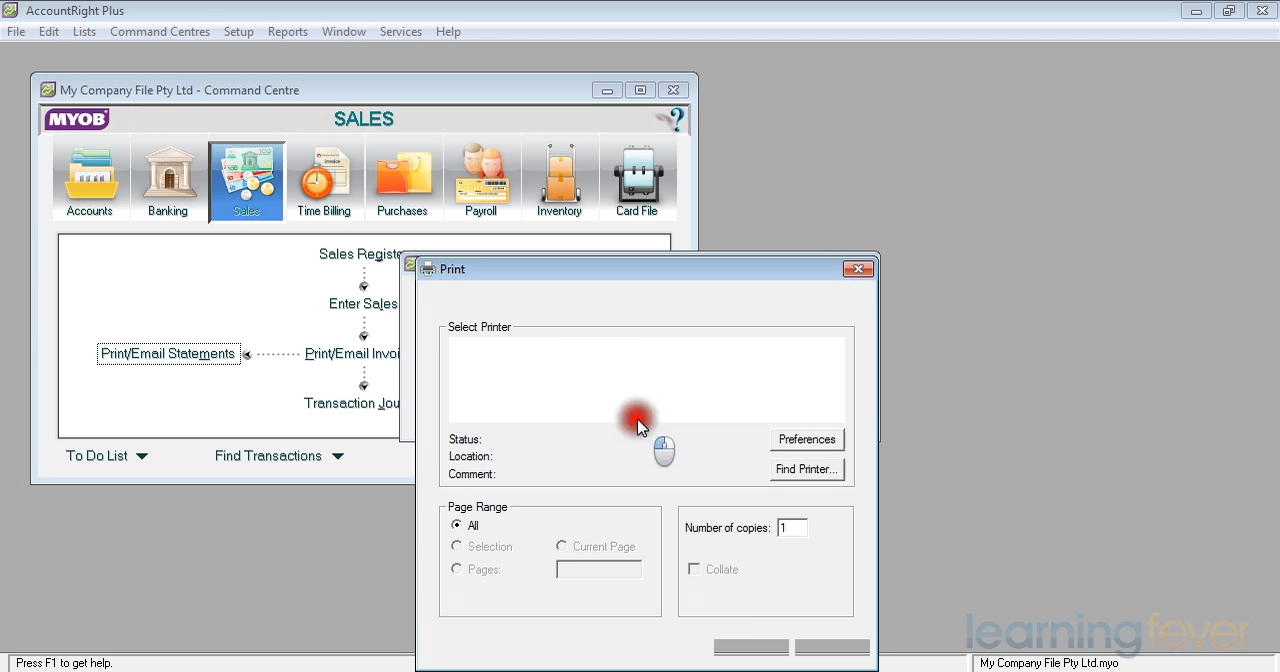 AccountRight Plus
File Edit Lists Command Centres Setup Reports Window Services Help
My Company File Pty Ltd - Command Centre
MYOB SALES
Accounts Banking Sales Time Billing Purchases Payroll Inventory Card File
Sales Registe
Enter Sales
Print/Email Statements Print/Email Invoi
Transaction Jou
To Do List Find Transactions
Print
Select Printer
Status:
Location:
Comment:
Preferences
Find Printer...
Page Range
All
Selection Current Page
Pages:
Number of copies: 1
Collate
learningfever
Press F1 to get help. My Company File Pty Ltd.myo